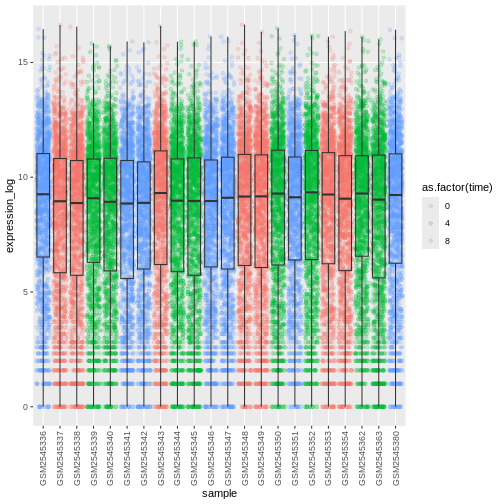 15
10
5
0
expression_log
GSM2545336
GSM2545337
GSM2545338
GSM2545339
GSM2545340
GSM2545341
GSM2545342
GSM2545343
GSM2545344
GSM2545345
GSM2545346
GSM2545347
GSM2545348
GSM2545349
GSM2545350
GSM2545351
GSM2545352
GSM2545353
GSM2545354
GSM2545362
GSM2545363
GSM2545380
sample
as.factor(time)
0
4
8